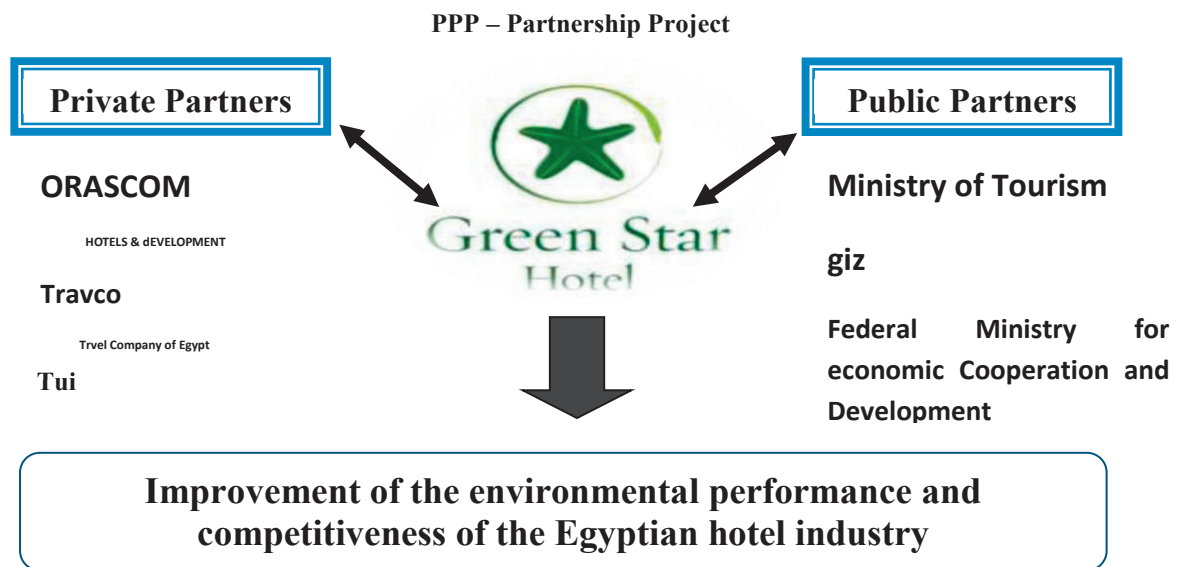 PPP – Partnership Project
Private Partners
ORASCOM
HOTELS & dEVELOPMENT
Travco
Trvel Company of Egypt
Tui
Green Star
Hotel
Public Partners
Ministry of Tourism
giz
Federal Ministry for
economic Cooperation and
Development
Improvement of the environmental performance and
competitiveness of the Egyptian hotel industry